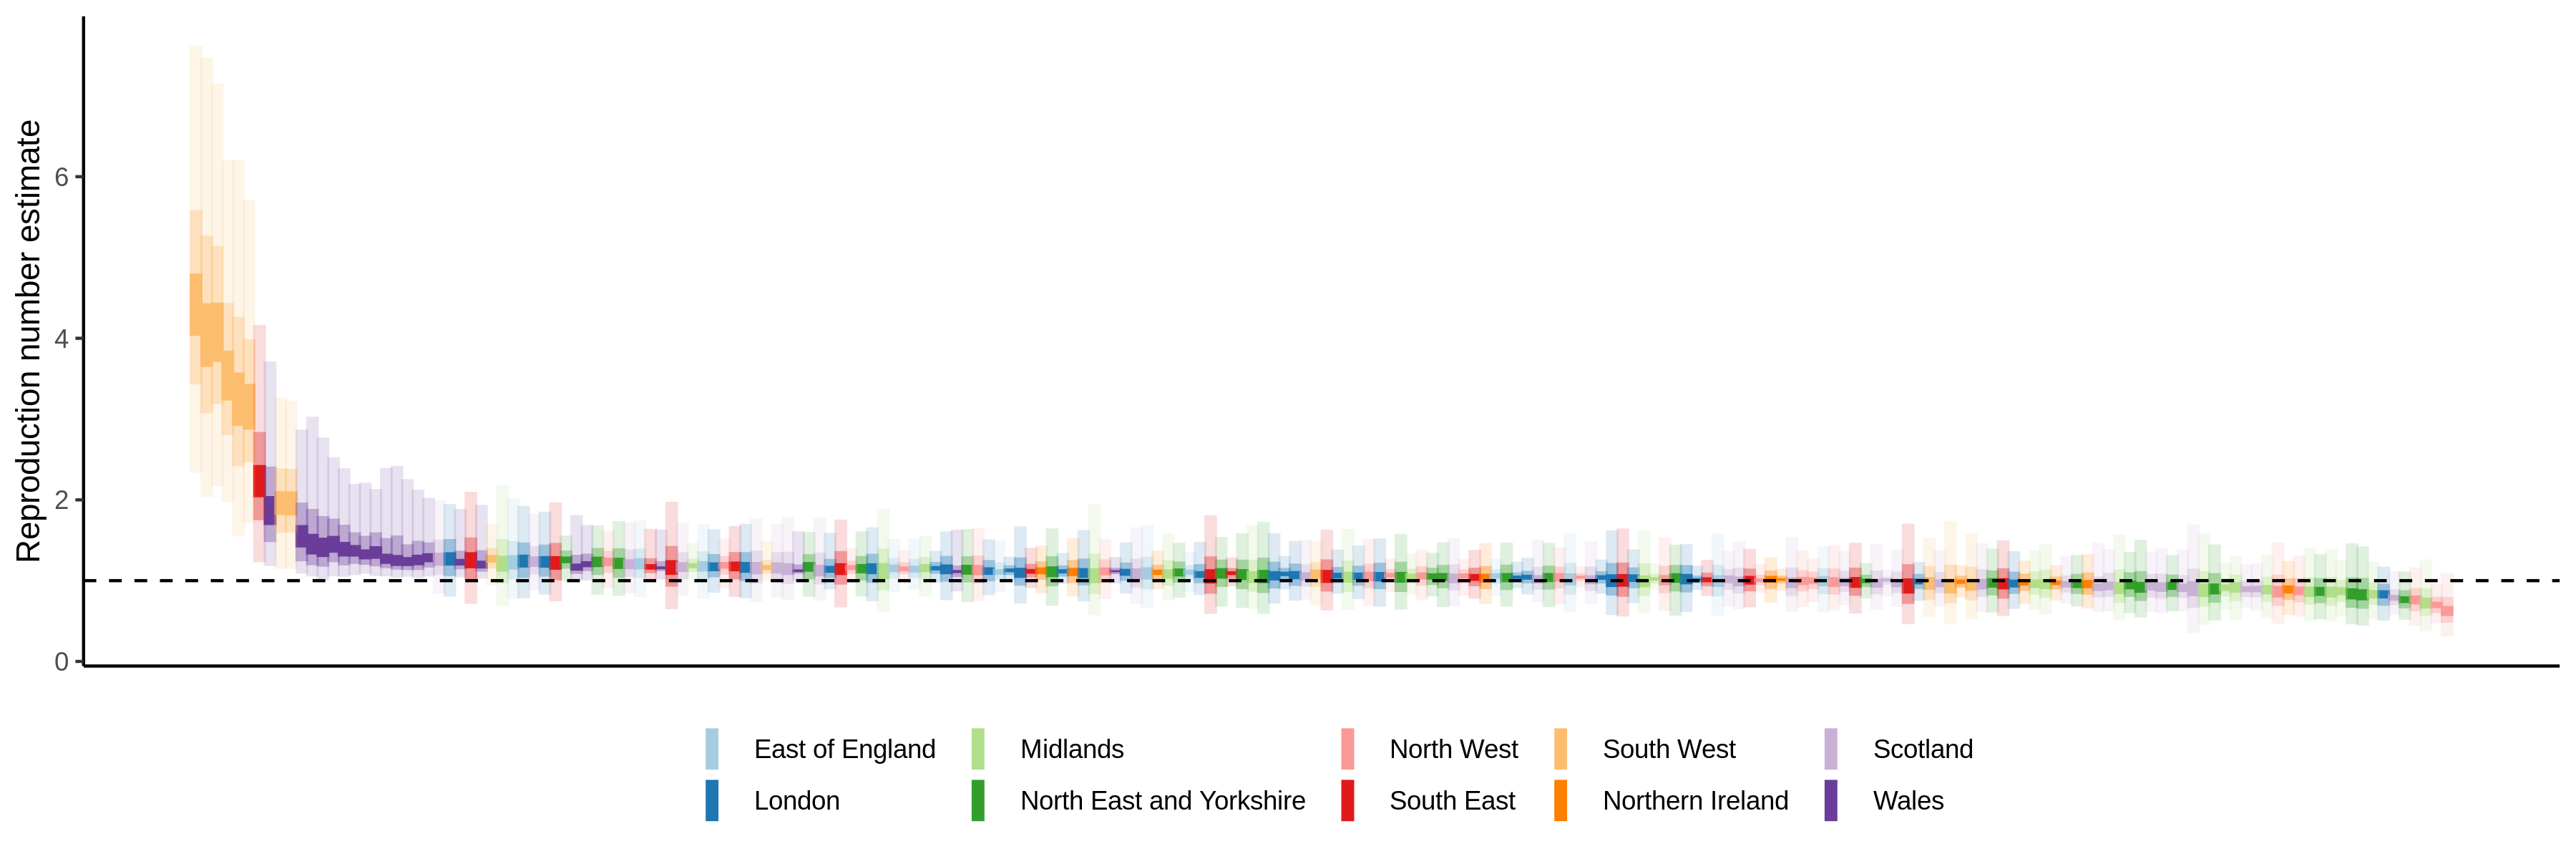 Reproduction number estimate
6
4
2
0
East of England
Midlands
North West
South West
Scotland
London
North East and Yorkshire
South East
Northern Ireland
Wales